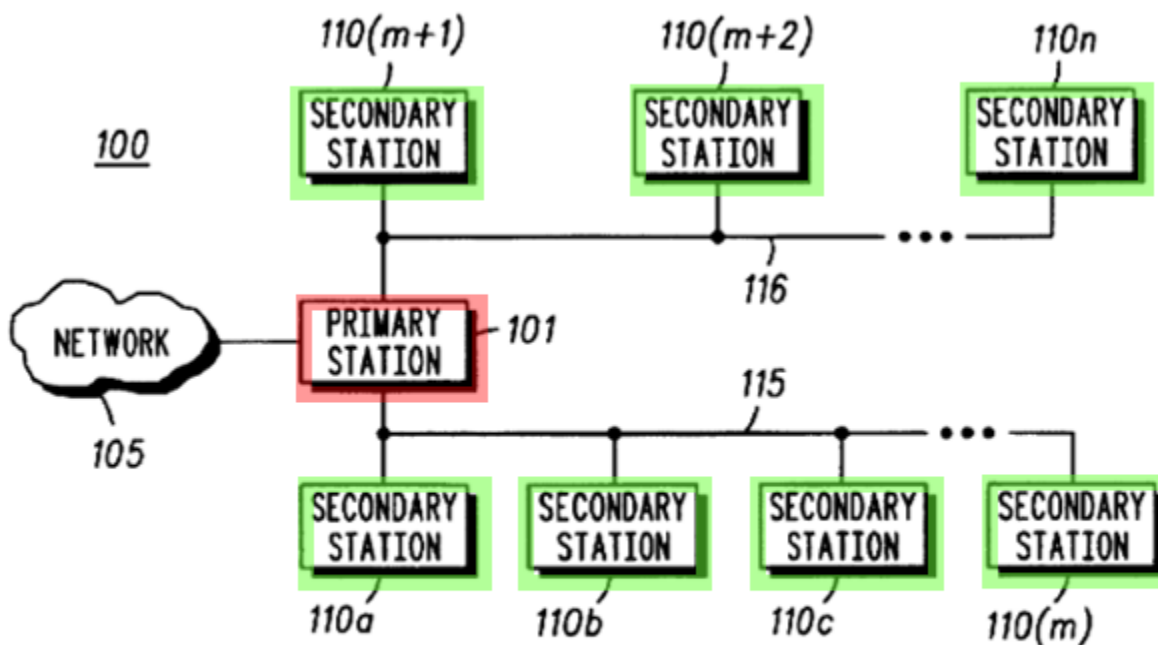 110(m+1) 110(m+2) 110n
SECONDARY STATION
SECONDARY STATION
SECONDARY STATION
100
116
NETWORK
105
PRIMARY STATION
101
115
SECONDARY STATION
SECONDARY STATION
SECONDARY STATION
SECONDARY STATION
110a 110b 110c 110(m)